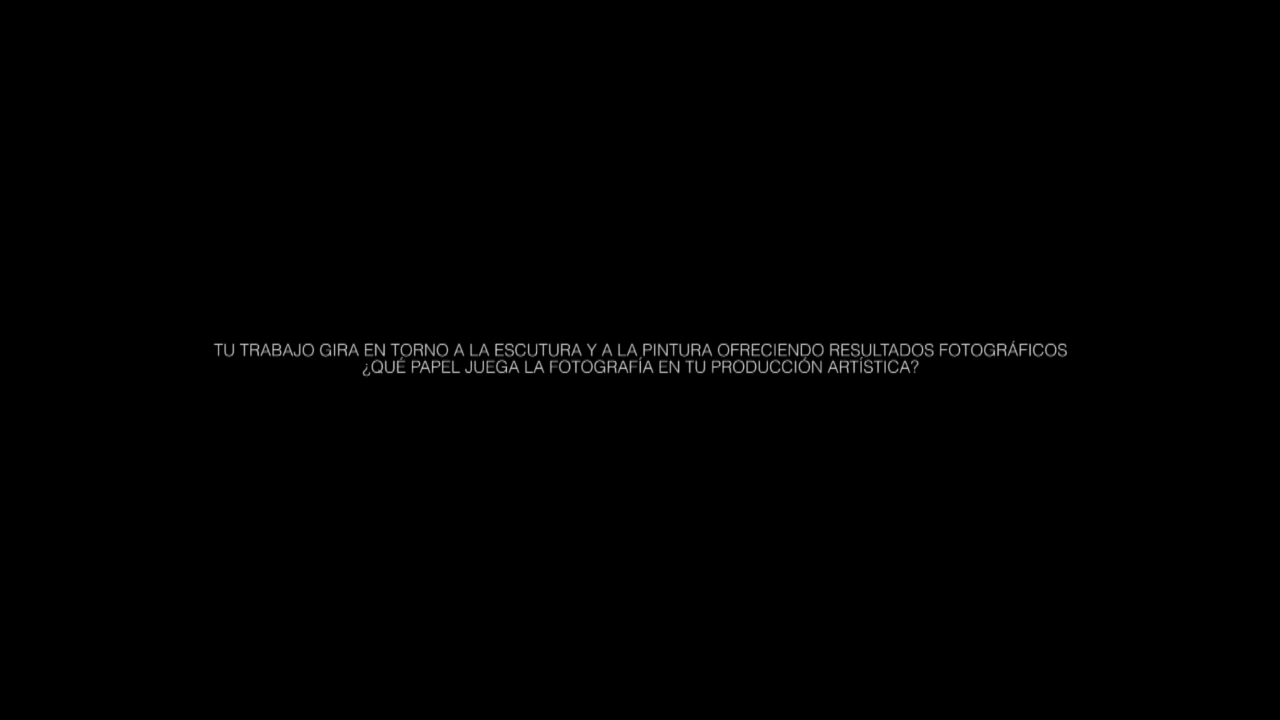 TU TRABAJO GIRA EN TORNO A LA ESCUTURA Y A LA PINTURA OFRECIENDO RESULTADOS FOTOGRÁFICOS
¿QUÉ PAPEL JUEGA LA FOTOGRAFÍA EN TU PRODUCCIÓN ARTÍSTICA?